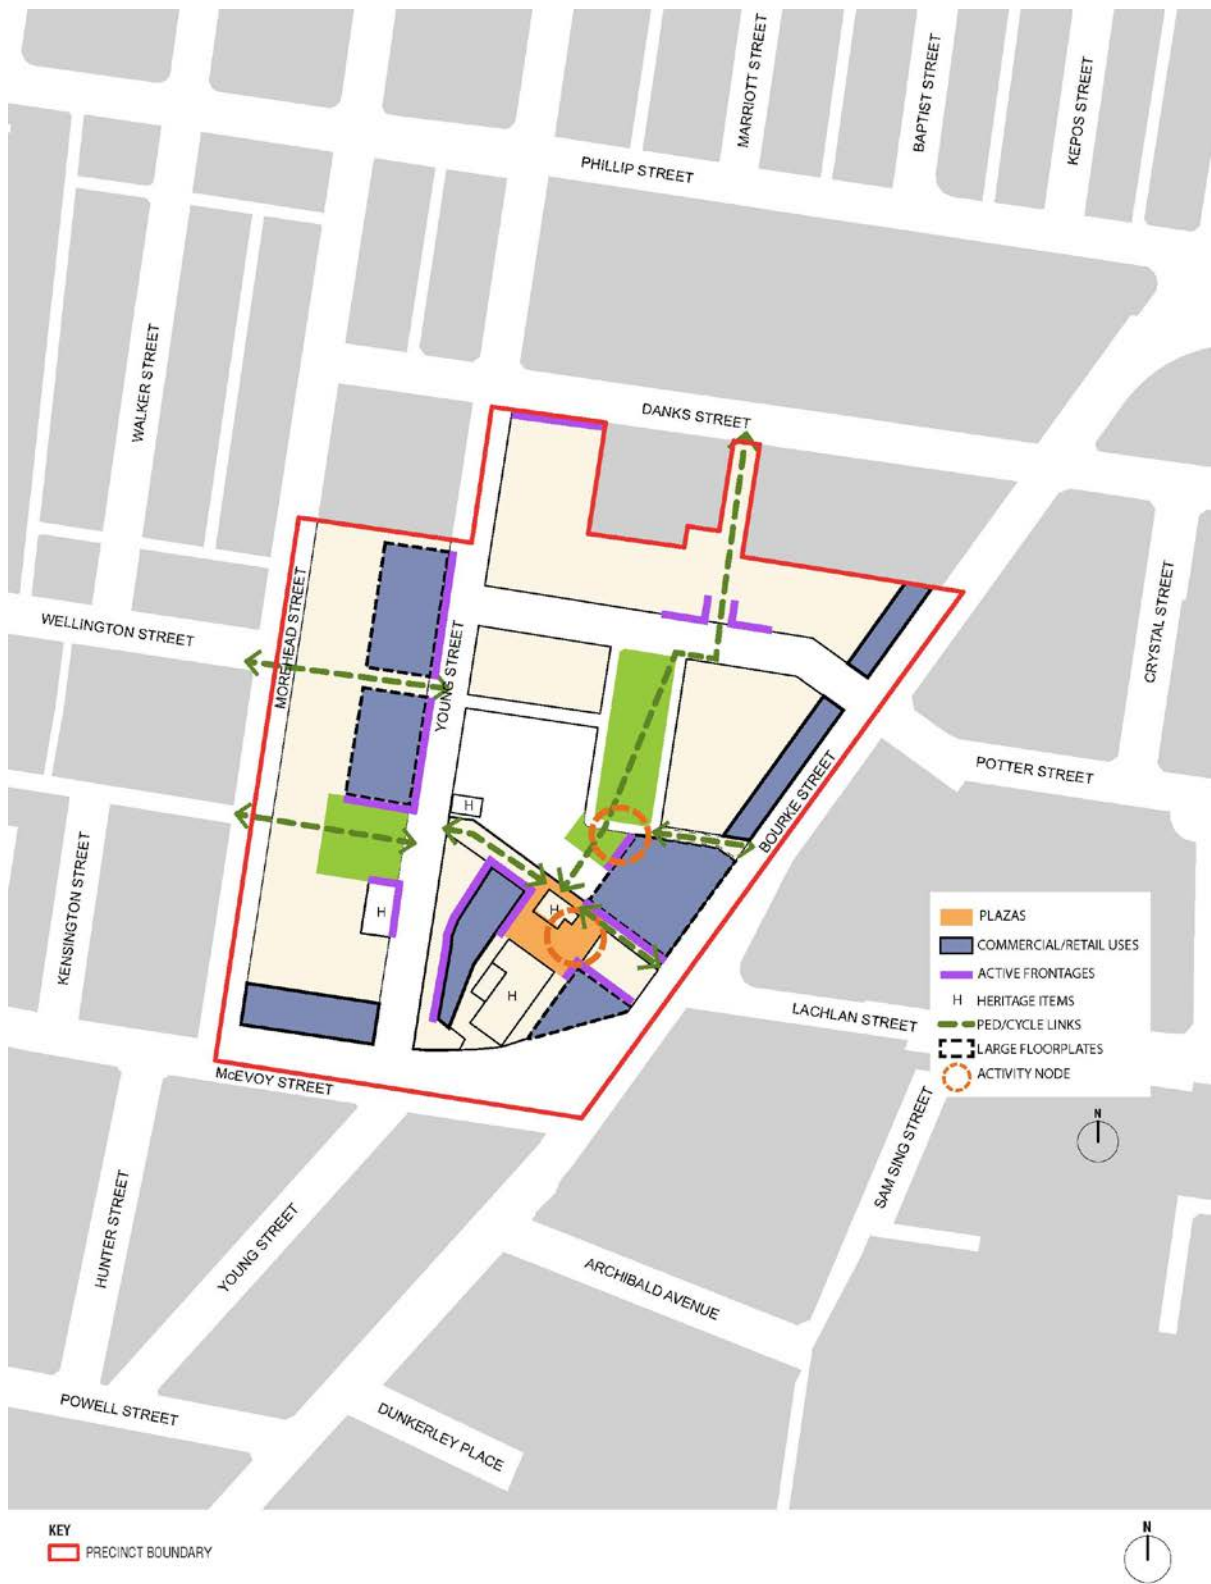 MARRIOTT STREET
BAPTIST STREET
KEPOS STREET
PHILLIP STREET
WALKER STREET
DANKS STREET
MOREHEAD STREET
WELLINGTON STREET
YOUNG STREET
CRYSTAL STREET
POTTER STREET
BOURKE STREET
H
H
H
H
KENSINGTON STREET
PLAZAS
COMMERCIAL/RETAIL USES
ACTIVE FRONTAGES
H HERITAGE ITEMS
PED/CYCLE LINKS
LARGE FLOORPLATES
ACTIVITY NODE
LACHLAN STREET
McEVOY STREET
N
SAM SING STREET
HUNTER STREET
YOUNG STREET
ARCHIBALD AVENUE
POWELL STREET
DUNKERLEY PLACE
KEY
PRECINCT BOUNDARY
N